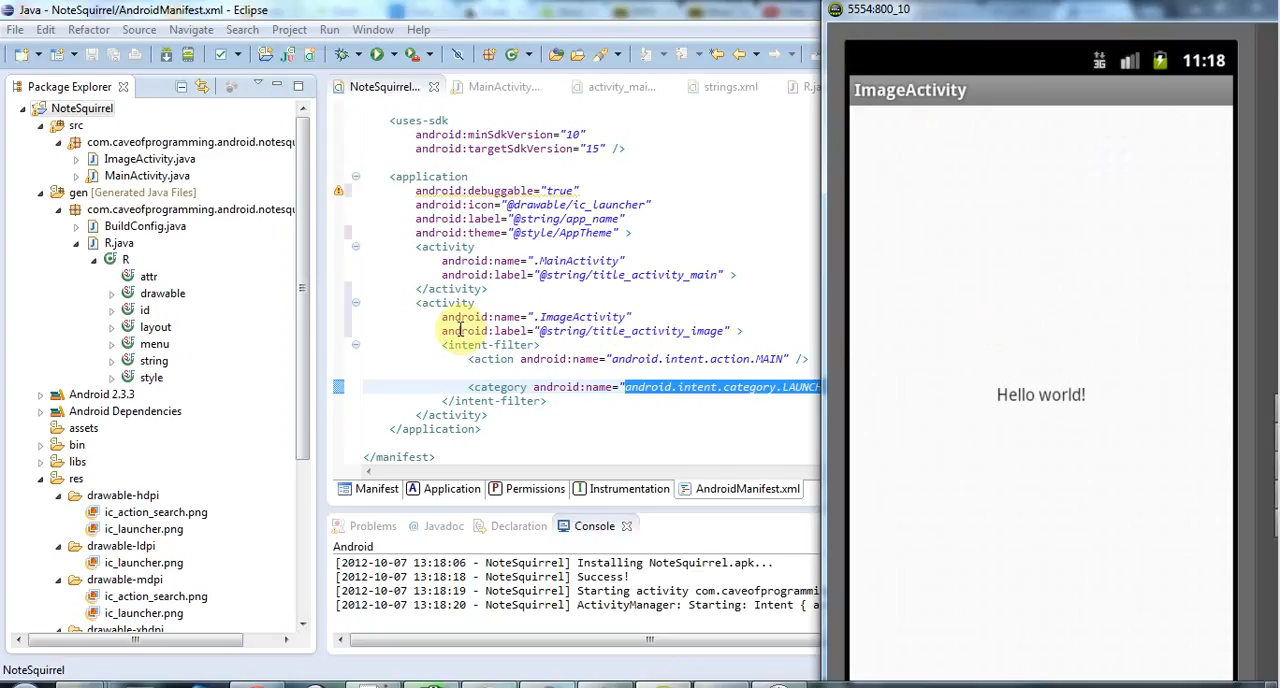 Java - NoteSquirrel/AndroidManifest.xml - Eclipse
File Edit Refactor Source Navigate Search Project Run Window Help
Package Explorer
NoteSquirrel
src
com.caveofprogramming.android.notesqu
ImageActivity.java
MainActivity.java
gen [Generated Java Files]
com.caveofprogramming.android.notesqu
BuildConfig.java
R.java
R
attr
drawable
id
layout
menu
string
style
Android 2.3.3
Android Dependencies
assets
bin
libs
res
drawable-hdpi
ic_action_search.png
ic_launcher.png
drawable-ldpi
ic_launcher.png
drawable-mdpi
ic_action_search.png
ic_launcher.png
drawable-xhdpi
NoteSquirrel
NoteSquirrel... MainActivity.... activity_mai... strings.xml R.j
<uses-sdk
android:minSdkVersion="10"
android:targetSdkVersion="15" />
<application
android:debuggable="true"
android:icon="@drawable/ic_launcher"
android:label="@string/app_name"
android:theme="@style/AppTheme" >
<activity
android:name=".MainActivity"
android:label="@string/title_activity_main" >
</activity>
<activity
android:name=".ImageActivity"
android:label="@string/title_activity_image" >
<intent-filter>
<action android:name="android.intent.action.MAIN" />
<category android:name="android.intent.category.LAUNCH
</intent-filter>
</activity>
</application>
</manifest>
Manifest Application Permissions Instrumentation AndroidManifest.xml
Problems Javadoc Declaration Console
Android
[2012-10-07 13:18:06 - NoteSquirrel] Installing NoteSquirrel.apk...
[2012-10-07 13:18:18 - NoteSquirrel] Success!
[2012-10-07 13:18:19 - NoteSquirrel] Starting activity com.caveofprogrammi
[2012-10-07 13:18:20 - NoteSquirrel] ActivityManager: Starting: Intent { a
5554:800_10
3G 11:18
ImageActivity
Hello world!